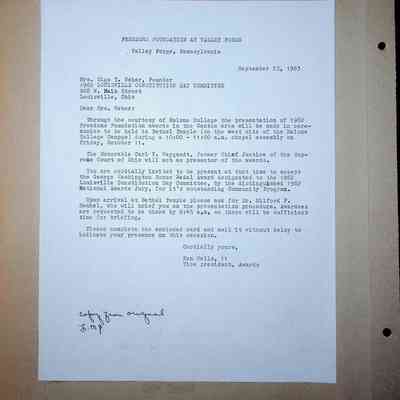 FREEDOMS FOUNDATION AT VALLEY FORGE
Valley Forge, Pennsylvania
September 23, 1963
Mrs. Olga T. Weber, Founder
1962 LOUISVILLE CONSTITUTION DAY COMMITTEE
N. Main Street
Louisville, Ohio
Dear Mrs. Weber:
Through the courtesy of Malone College the presentation of 1962
Freedoms Foundation awards in the Canton area will be made in cere-
monies to be held in Bethel Temple (on the west side of the Malone
College Campus) during a 10:00 - 11:00 a.m. chapel assembly on
Friday, October 11.
The Honorable Carl V. Weygandt, former Chief Justice of the Sup-
reme Court of Ohio will act as presentor of the awards.
You are cordially invited to be present at that time to accept
the George Washington Honor Medal Award designated to the 1962
Louisville Constitution Day Committee, by the distinguished 1962
National Awards Jury, for it's outstanding Community Program.
Upon arrival at Bethel Temple please ask for Dr. Milford F.
Henkel, who will brief you on the presentation procedure. Awardees
are requested to be there by 9:45 a.m. so there will be sufficient
time for briefing.
Please complete the enclosed card and mail it without delay to
indicate your presence on this occasion.
Cordially yours,
Ken Wells, II
Vice president, Awards
copy from original